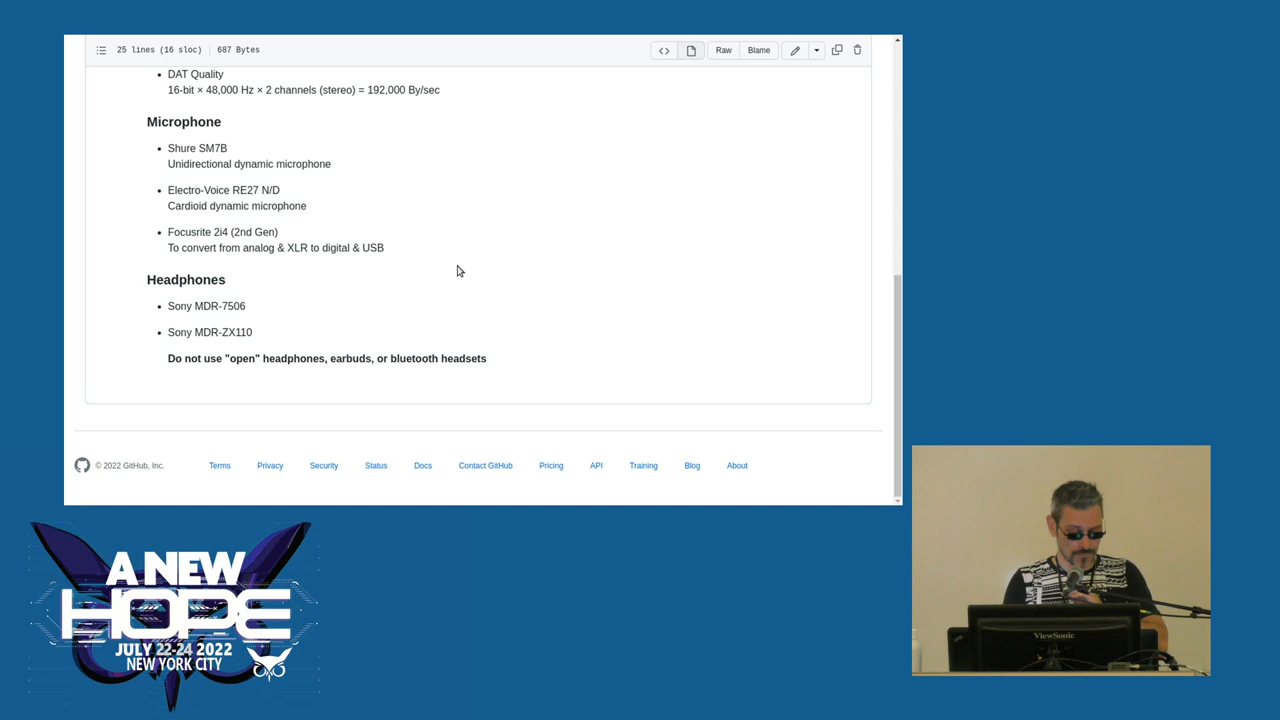 25 lines (16 sloc) | 687 Bytes
Raw
Blame
DAT Quality
16-bit × 48,000 Hz × 2 channels (stereo) = 192,000 By/sec
Microphone
Shure SM7B
Unidirectional dynamic microphone
Electro-Voice RE27 N/D
Cardioid dynamic microphone
Focusrite 2i4 (2nd Gen)
To convert from analog & XLR to digital & USB
Headphones
Sony MDR-7506
Sony MDR-ZX110
Do not use "open" headphones, earbuds, or bluetooth headsets
© 2022 GitHub, Inc.
Terms
Privacy
Security
Status
Docs
Contact GitHub
Pricing
API
Training
Blog
About
A NEW
HOPE
JULY 22-24 2022
NEW YORK CITY
ViewSonic